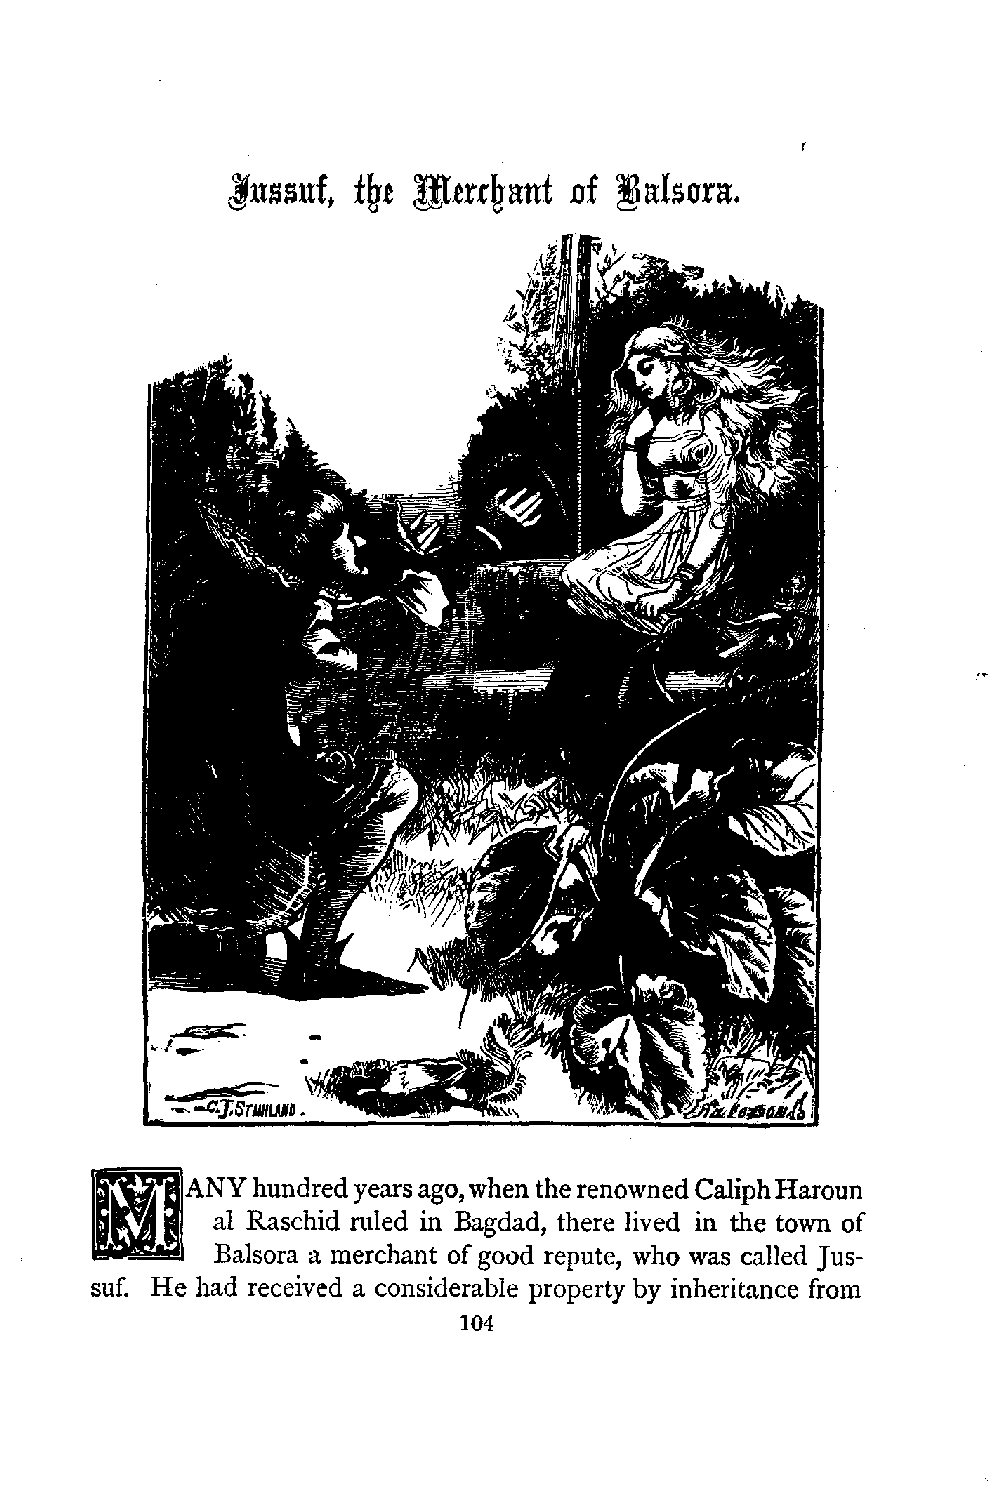 Jussuf, the Merchant of Balsora.
C.J. STANILAND.
MANY hundred years ago, when the renowned Caliph Haroun
al Raschid ruled in Bagdad, there lived in the town of
Balsora a merchant of good repute, who was called Jus-
suf. He had received a considerable property by inheritance from
104